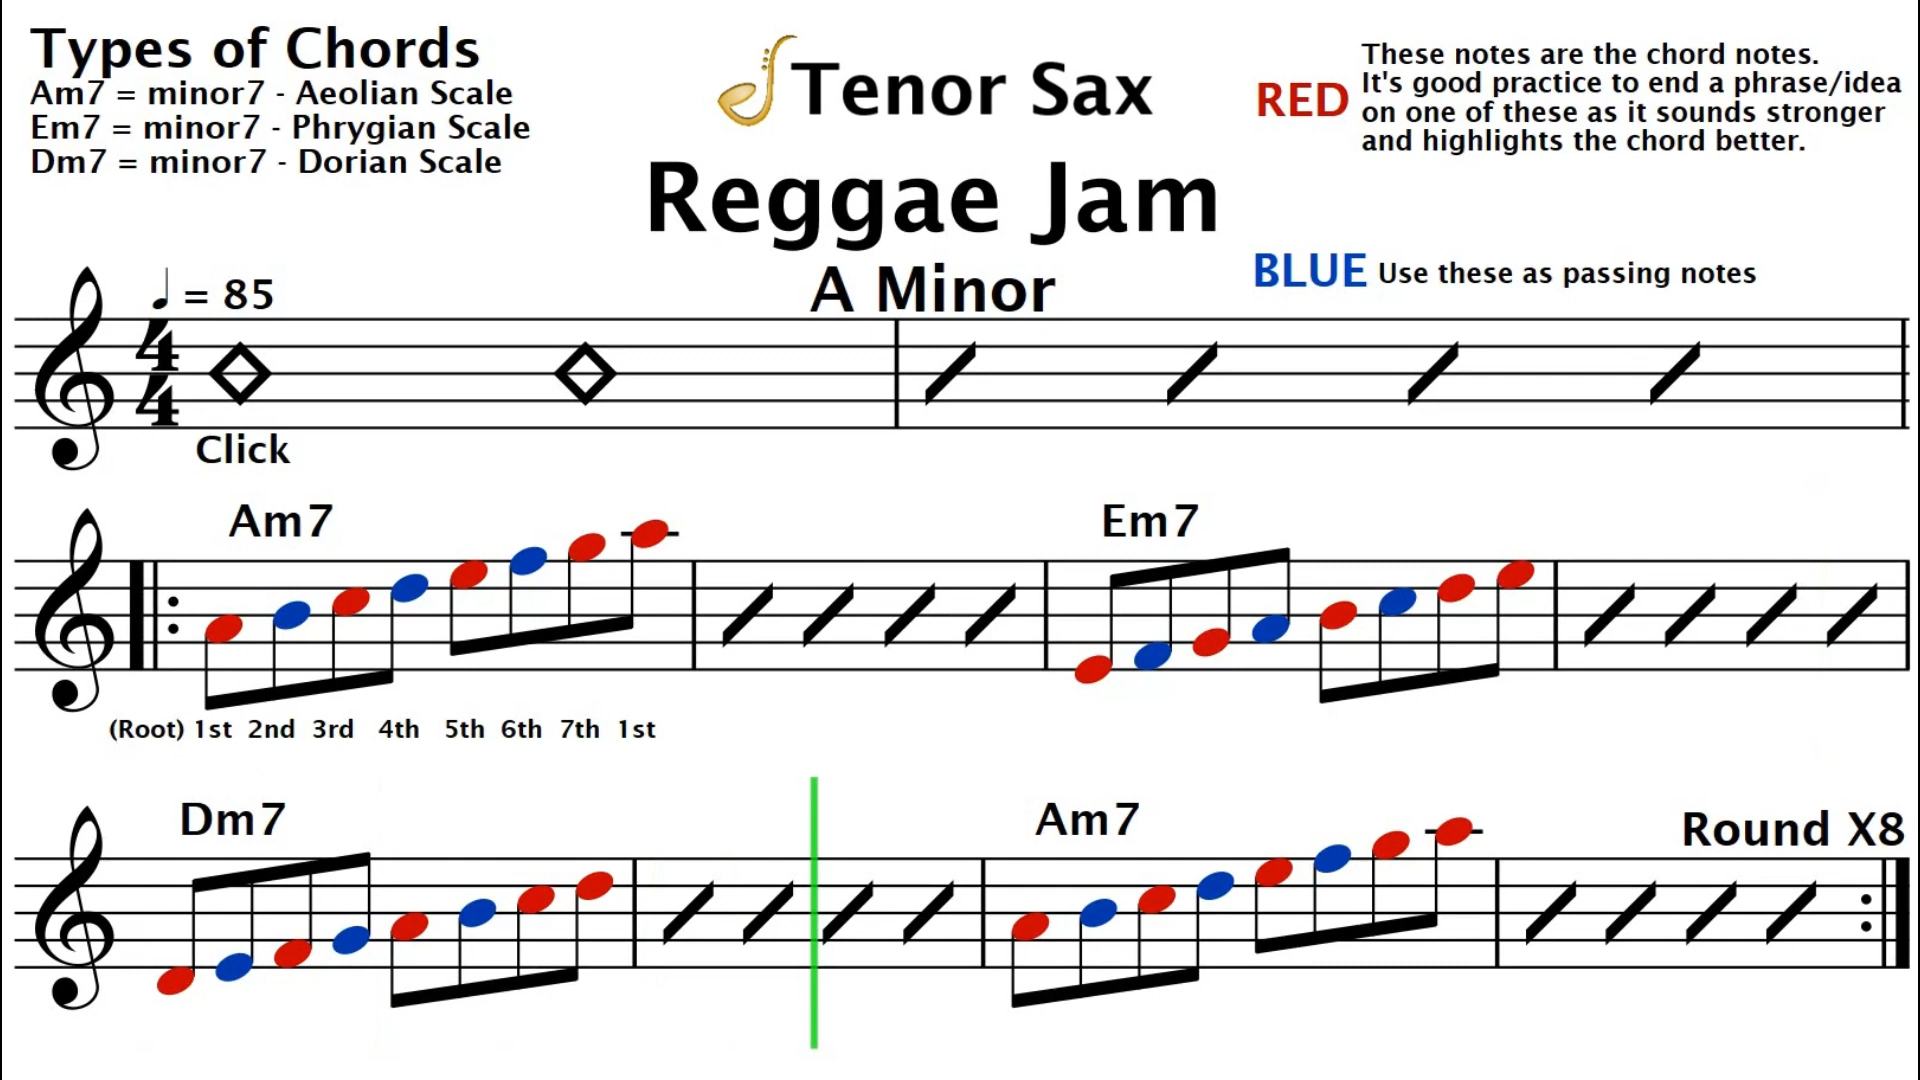 Types of Chords
Am7 = minor7 - Aeolian Scale
Em7 = minor7 - Phrygian Scale
Dm7 = minor7 - Dorian Scale
Tenor Sax
Reggae Jam
A Minor
RED
These notes are the chord notes.
It's good practice to end a phrase/idea
on one of these as it sounds stronger
and highlights the chord better.
BLUE Use these as passing notes
= 85
4
4
Click
Am7
Em7
(Root) 1st 2nd 3rd 4th 5th 6th 7th 1st
Dm7
Am7
Round X8